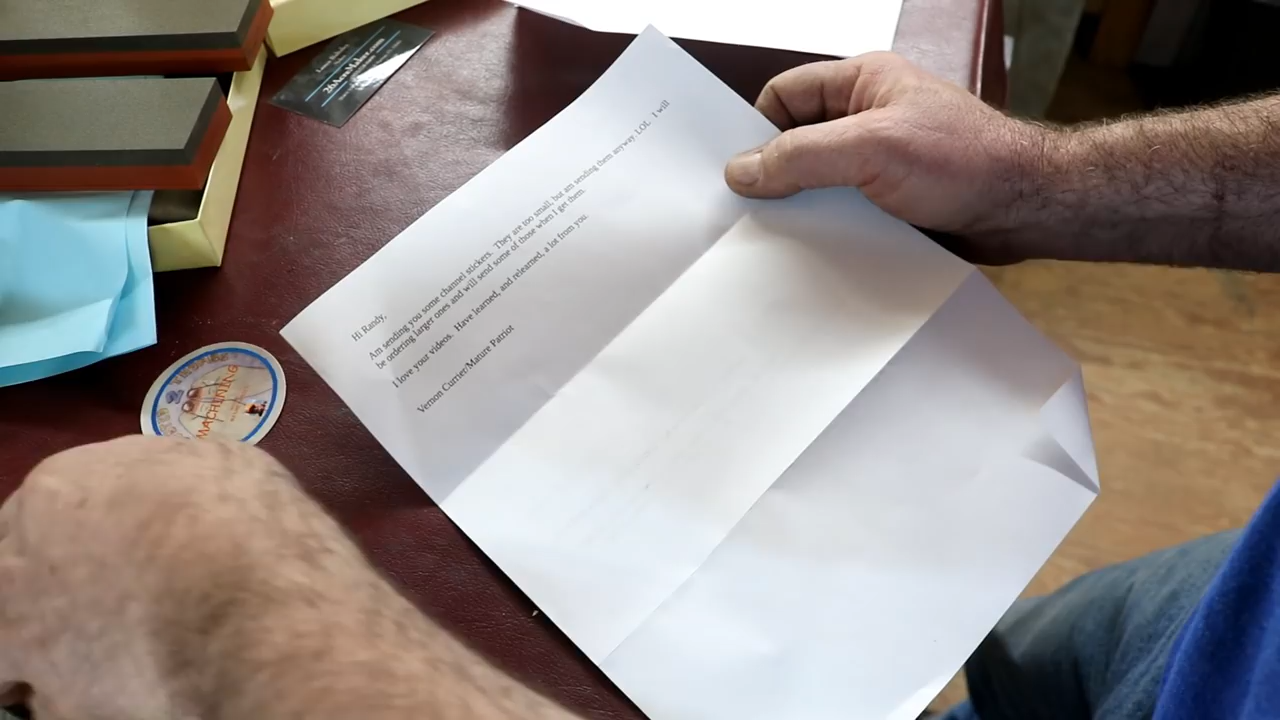 Hi Randy,
Am sending you some channel stickers. They are too small, but am sending them anyway. LOL. I will
be ordering larger ones and will send some of those when I get them.
I love your videos. Have learned, and relearned, a lot from you.
Vernon Currier/Mature Patriot
MACHINING